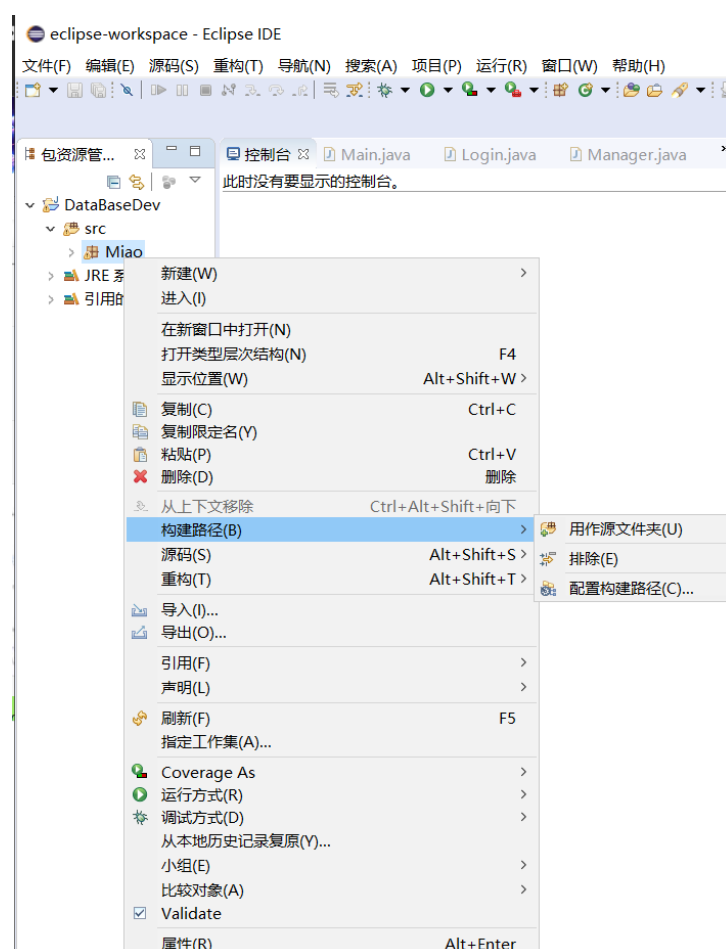 eclipse-workspace - Eclipse IDE
文件(F) 编辑(E) 源码(S) 重构(T) 导航(N) 搜索(A) 项目(P) 运行(R) 窗口(W) 帮助(H)
包资源管... 控制台 Main.java Login.java Manager.java
此时没有要显示的控制台。
DataBaseDev
src
Miao
JRE 系
引用的
新建(W)
进入(I)
在新窗口中打开(N)
打开类型层次结构(N) F4
显示位置(W) Alt+Shift+W
复制(C) Ctrl+C
复制限定名(Y)
粘贴(P) Ctrl+V
删除(D) 删除
从上下文移除 Ctrl+Alt+Shift+向下
构建路径(B)
用作源文件夹(U)
排除(E)
配置构建路径(C)...
源码(S) Alt+Shift+S
重构(T) Alt+Shift+T
导入(I)...
导出(O)...
引用(F)
声明(L)
刷新(F) F5
指定工作集(A)...
Coverage As
运行方式(R)
调试方式(D)
从本地历史记录复原(Y)...
小组(E)
比较对象(A)
Validate
属性(R) Alt+Enter